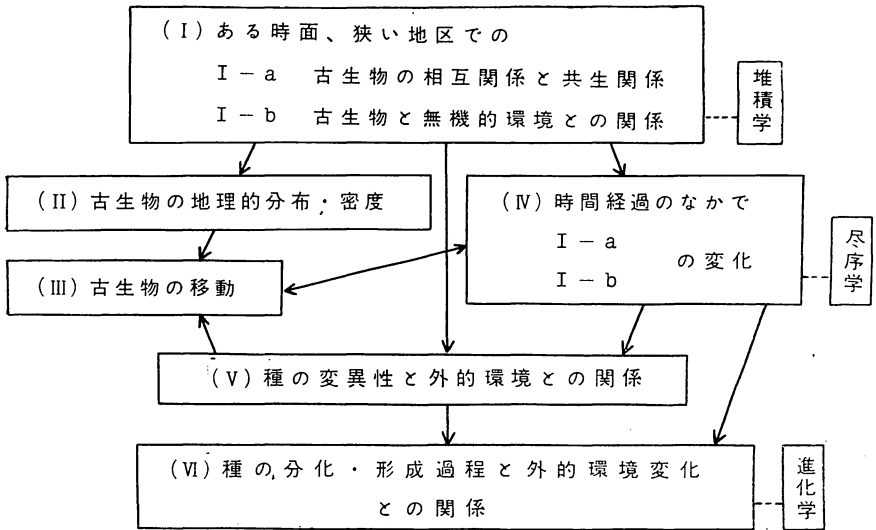 (Ⅰ)ある時面、狭い地区での
Ⅰ-a 古生物の相互関係と共生関係
Ⅰ-b 古生物と無機的環境との関係
堆積学
(Ⅱ)古生物の地理的分布・密度
(Ⅳ)時間経過のなかで
Ⅰ-a
Ⅰ-b
の変化
尽序学
(Ⅲ)古生物の移動
(Ⅴ)種の変異性と外的環境との関係
(Ⅵ)種の分化・形成過程と外的環境変化
との関係
進化学